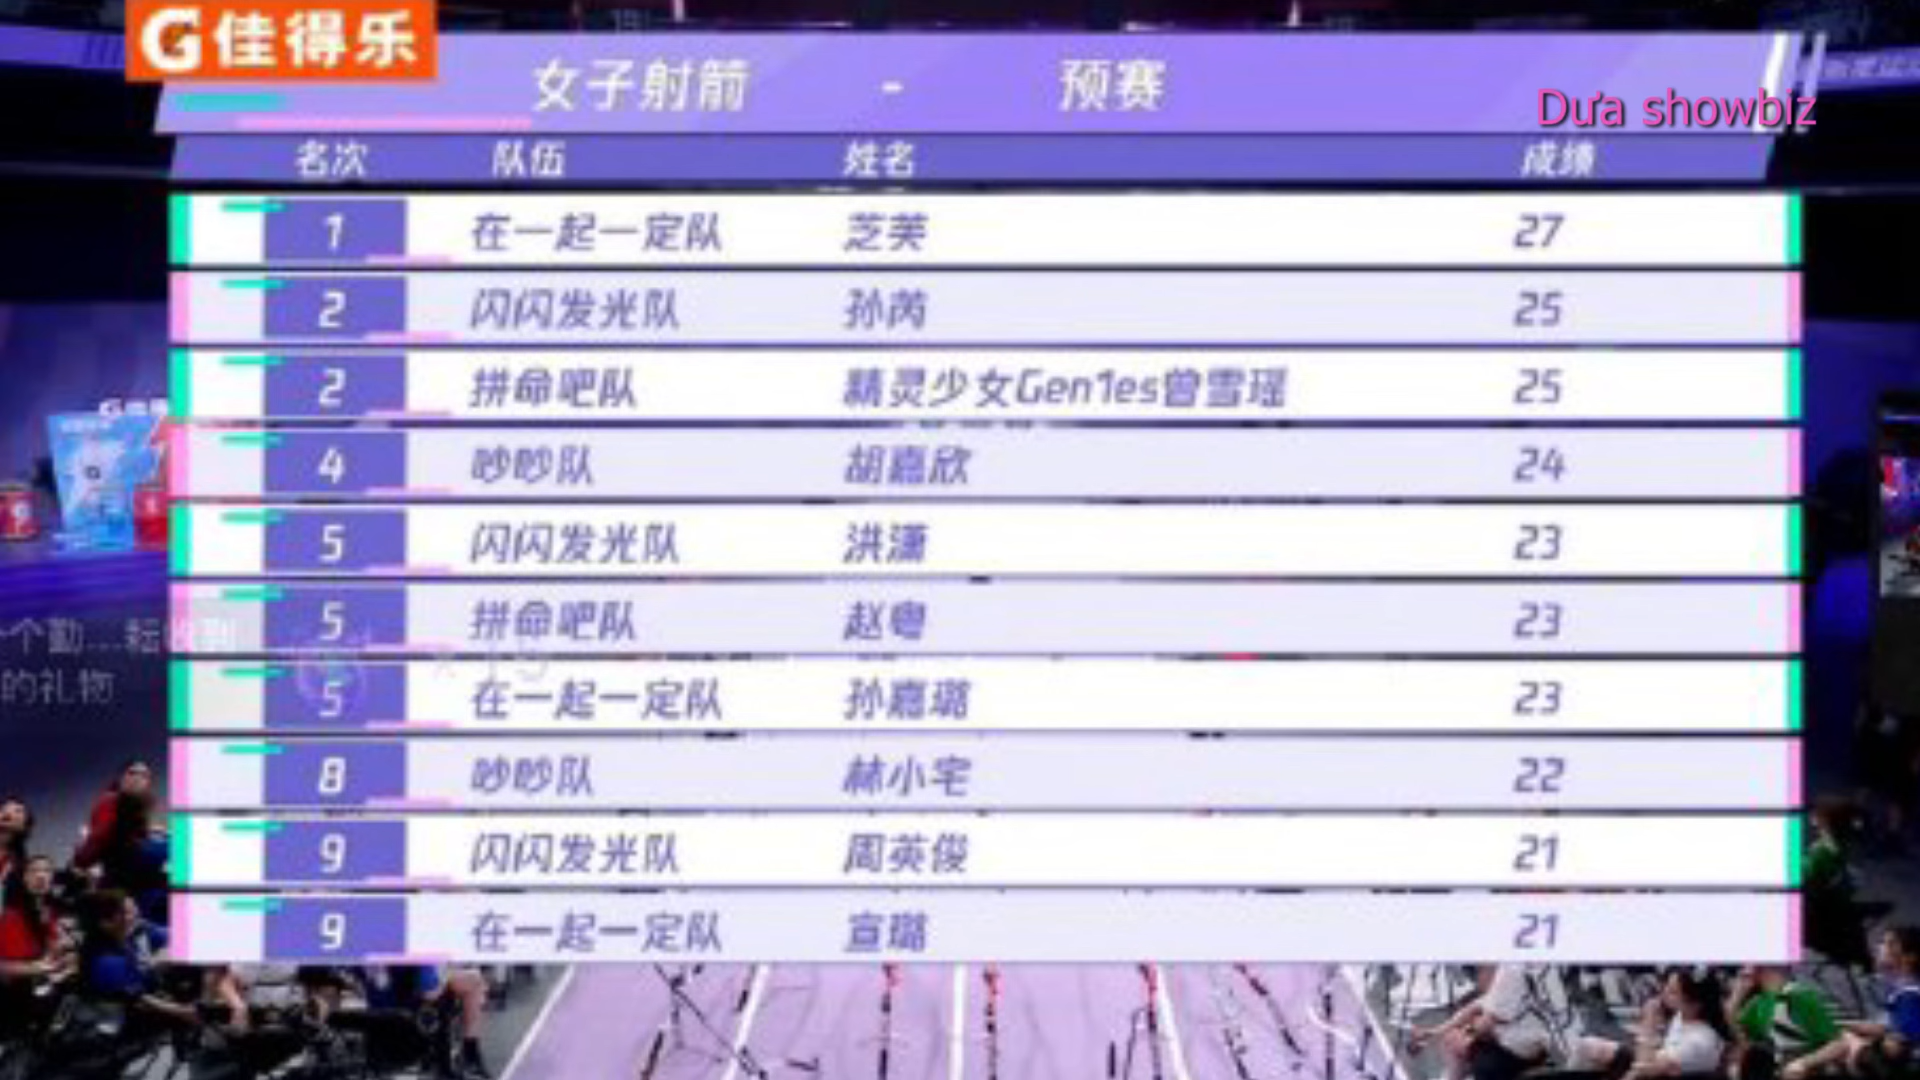 G 佳得乐
女子射箭 - 预赛
Dưa showbiz
名次 队伍 姓名 成绩
1 在一起一定队 芝芙 27
2 闪闪发光队 孙芮 25
2 拼命吧队 精灵少女Gen1es曾雪瑶 25
4 吵吵队 胡嘉欣 24
5 闪闪发光队 洪潇 23
5 拼命吧队 赵粤 23
5 在一起一定队 孙嘉璐 23
8 吵吵队 林小宅 22
9 闪闪发光队 周英俊 21
9 在一起一定队 宣璐 21
的礼物